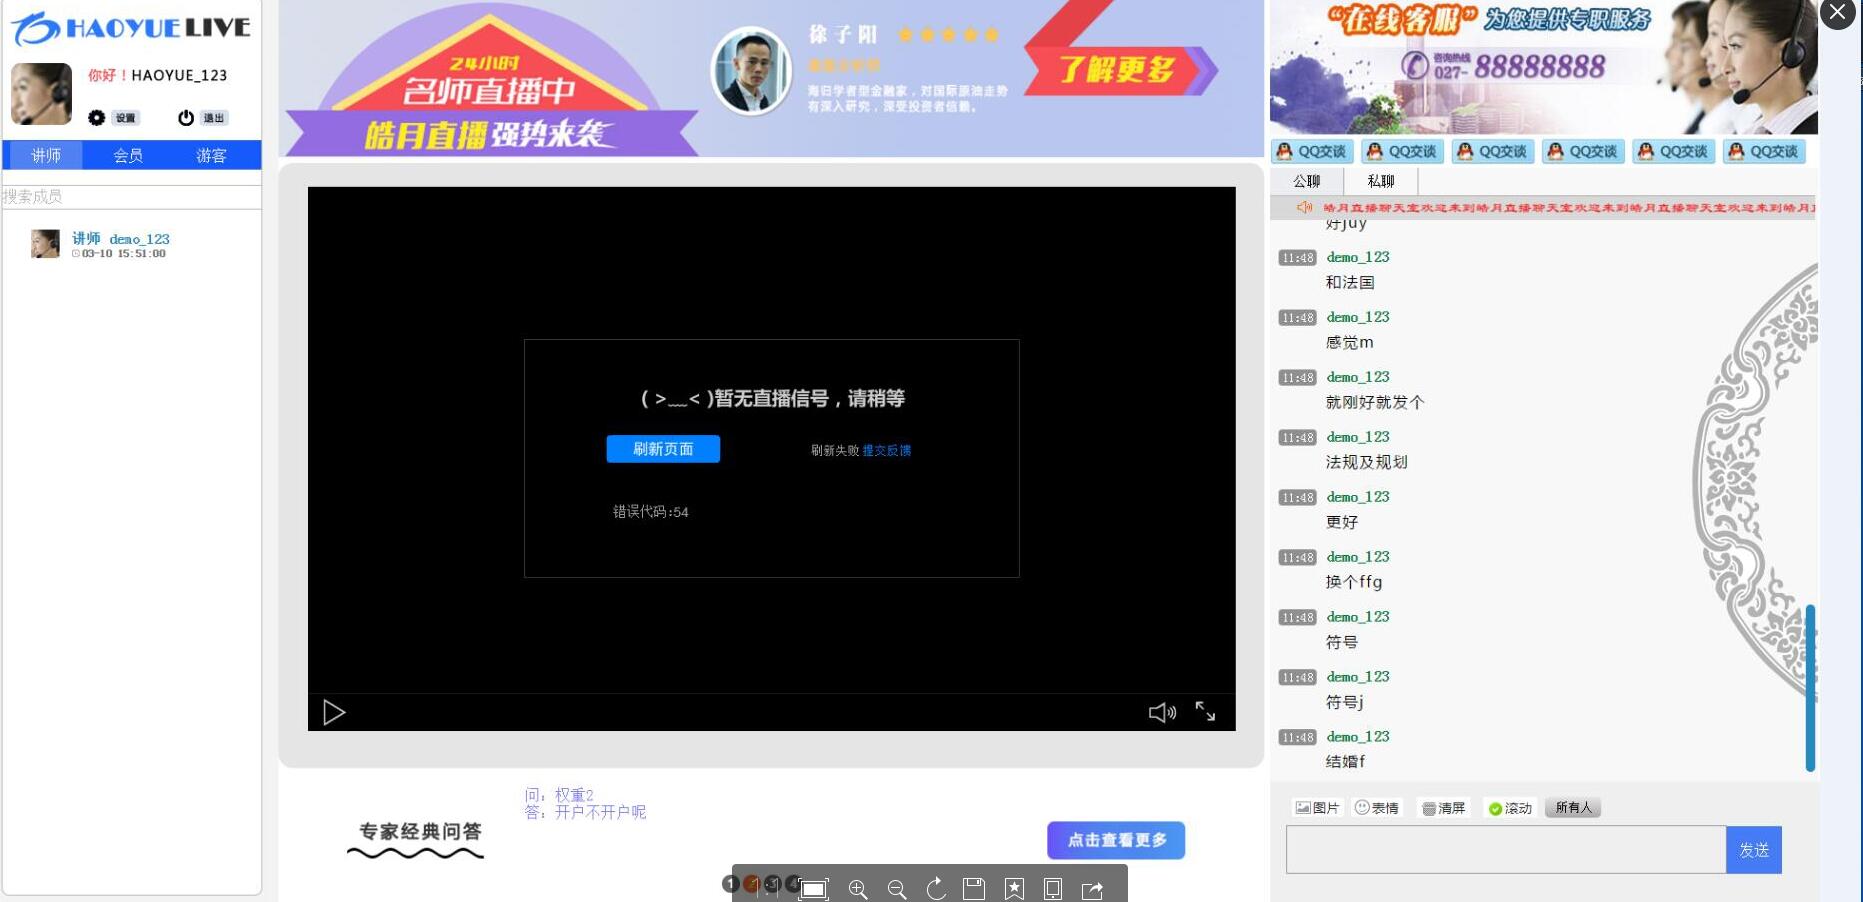 HAOYUE LIVE
你好！HAOYUE_123
设置
退出
讲师
会员
游客
搜索成员
讲师 demo_123
03-10 15:51:00
24小时
名师直播中
皓月直播强势来袭
徐子阳
海归学者型金融家，对国际原油走势
有深入研究，深受投资者信赖。
了解更多
( >﹏< )暂无直播信号，请稍等
刷新页面
刷新失败 提交反馈
错误代码:54
专家经典问答
问：权重2
答：开户不开户呢
点击查看更多
1 2 3 4
1:1
“在线客服”为您提供专职服务
咨询热线
027- 88888888
QQ交谈
QQ交谈
QQ交谈
QQ交谈
QQ交谈
QQ交谈
公聊
私聊
皓月直播聊天室欢迎来到皓月直播聊天室欢迎来到皓月直播聊天室欢迎来到皓月
好juy
11:48 demo_123
和法国
11:48 demo_123
感觉m
11:48 demo_123
就刚好就发个
11:48 demo_123
法规及规划
11:48 demo_123
更好
11:48 demo_123
换个ffg
11:48 demo_123
符号
11:48 demo_123
符号j
11:48 demo_123
结婚f
图片
表情
清屏
滚动
所有人
发送